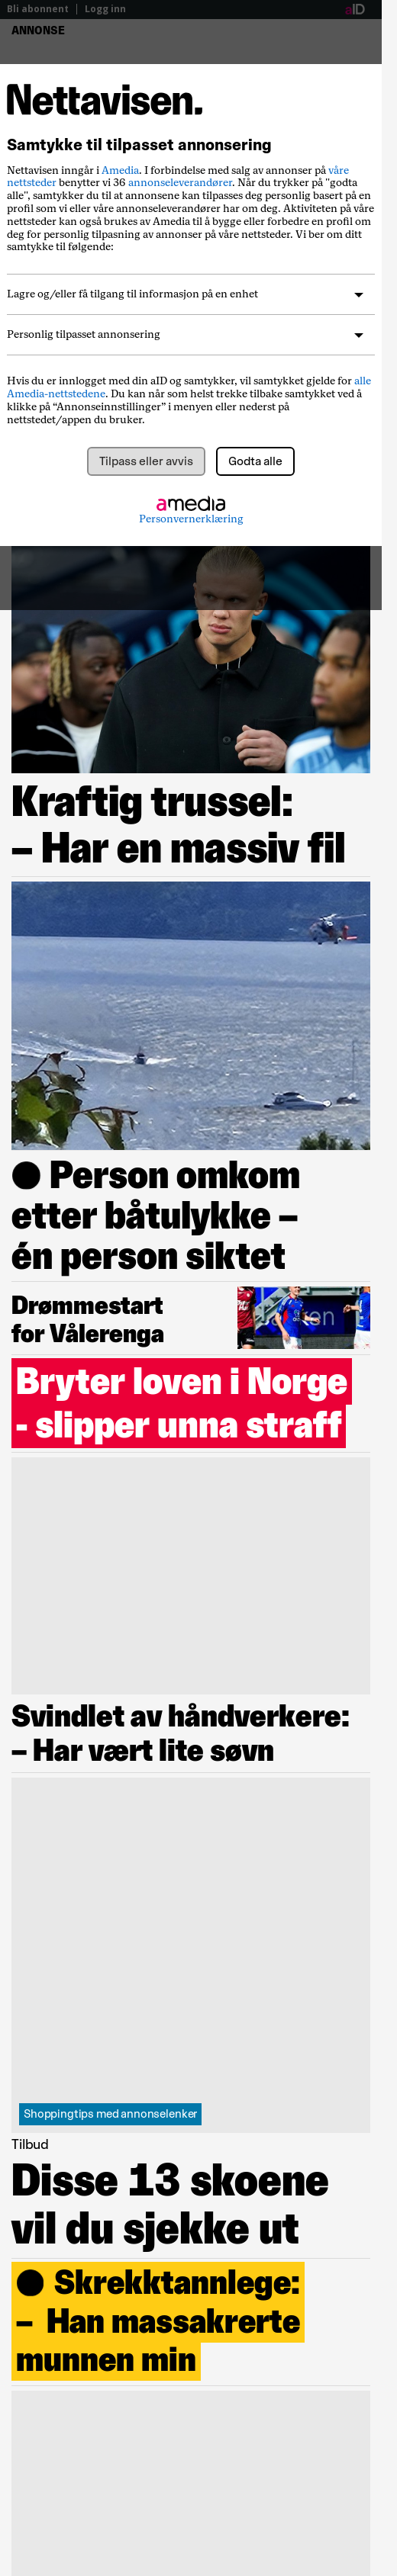 Bli abonnent | Logg inn
aID
ANNONSE
Nettavisen.
Samtykke til tilpasset annonsering
Nettavisen inngår i Amedia. I forbindelse med salg av annonser på våre
nettsteder benytter vi 36 annonseleverandører. Når du trykker på "godta
alle", samtykker du til at annonsene kan tilpasses deg personlig basert på en
profil som vi eller våre annonseleverandører har om deg. Aktiviteten på våre
nettsteder kan også brukes av Amedia til å bygge eller forbedre en profil om
deg for personlig tilpasning av annonser på våre nettsteder. Vi ber om ditt
samtykke til følgende:
Lagre og/eller få tilgang til informasjon på en enhet
Personlig tilpasset annonsering
Hvis du er innlogget med din aID og samtykker, vil samtykket gjelde for alle
Amedia-nettstedene. Du kan når som helst trekke tilbake samtykket ved å
klikke på “Annonseinnstillinger” i menyen eller nederst på
nettstedet/appen du bruker.
Tilpass eller avvis
Godta alle
amedia
Personvernerklæring
Kraftig trussel:
– Har en massiv fil
● Person omkom
etter båtulykke –
én person siktet
Drømmestart
for Vålerenga
Bryter loven i Norge
- slipper unna straff
Svindlet av håndverkere:
– Har vært lite søvn
Shoppingtips med annonselenker
Tilbud
Disse 13 skoene
vil du sjekke ut
● Skrekktannlege:
– Han massakrerte
munnen min